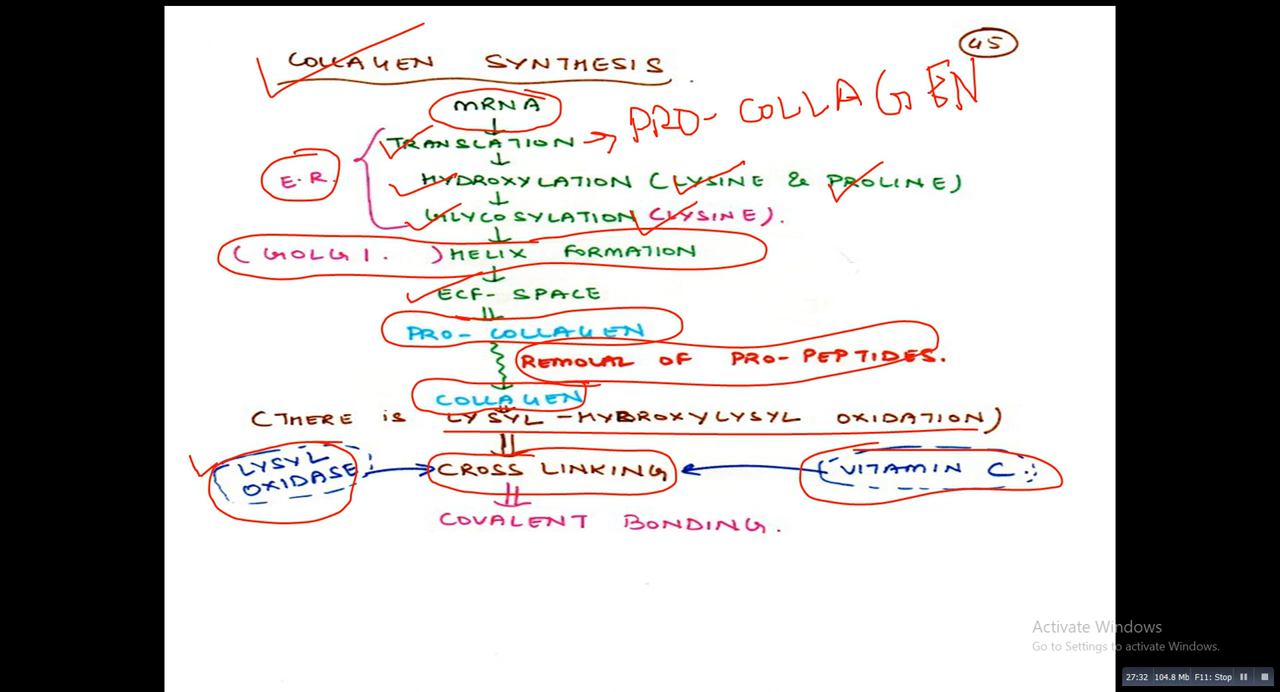 45
COLLAGEN SYNTHESIS.
mRNA
TRANSLATION → PRO-COLLAGEN
E.R.
HYDROXYLATION (LYSINE & PROLINE)
GLYCOSYLATION (LYSINE).
(GOLGI. ) HELIX FORMATION
ECF-SPACE
PRO-COLLAGEN
REMOVAL OF PRO-PEPTIDES.
COLLAGEN
(THERE is LYSYL-HYDROXYLYSYL OXIDATION)
LYSYL
OXIDASE
CROSS LINKING
VITAMIN C
COVALENT BONDING.
Activate Windows
Go to Settings to activate Windows.
27:32 104.8 Mb F11: Stop